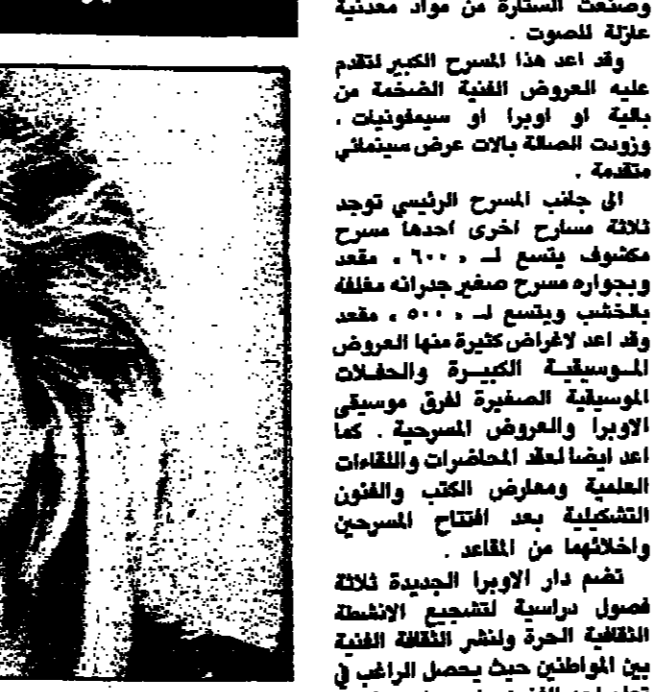 وصنعت الستارة من مواد معدنية
عازلة للصوت .
وقد اعد هذا المسرح الكبير لتقدم
عليه العروض الفنية الضخمة من
بالية او اوبرا او سيمفونيات ،
وزودت الصالة بالات عرض سينمائي
متقدمة .
الى جانب المسرح الرئيسي توجد
ثلاثة مسارح اخرى احدها مسرح
مكشوف يتسع لـ « ٦٠٠ » مقعد
وبجواره مسرح صغير جدرانه مغلفة
بالخشب ويتسع لـ « ٥٠٠ » مقعد
وقد اعد لاغراض كثيرة منها العروض
المـوسيقيـة الكبيـرة والحفـلات
الموسيقية الصغيرة لفرق موسيقى
الاوبرا والعروض المسرحية . كما
اعد ايضا لعقد المحاضرات واللقاءات
العلمية ومعارض الكتب والفنون
التشكيلية بعد افتتاح المسرحين
واخلائهما من المقاعد .
تضم دار الاوبرا الجديدة ثلاثة
فصول دراسية لتشجيع الانشطة
الثقافية الحرة ولنشر الثقافة الفنية
بين المواطنين حيث يحصل الراغب في